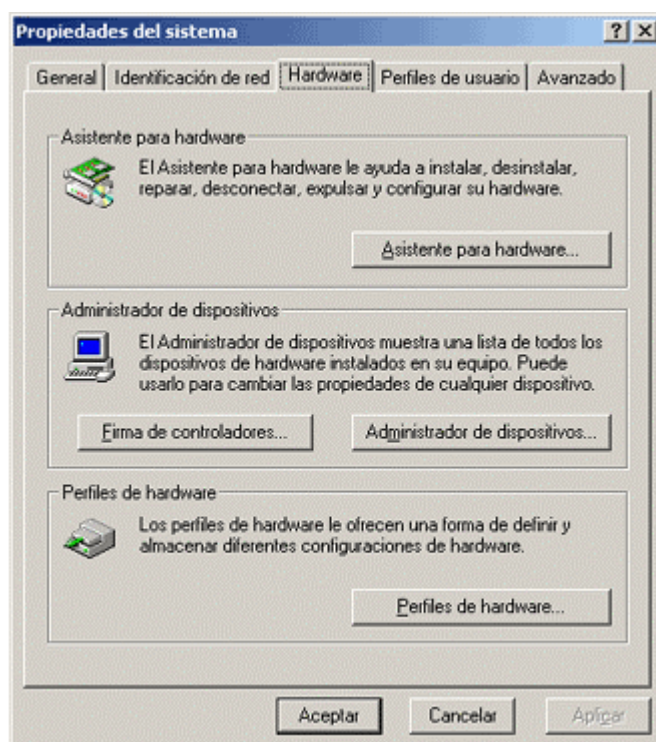 Propiedades del sistema
General
Identificación de red
Hardware
Perfiles de usuario
Avanzado
Asistente para hardware
El Asistente para hardware le ayuda a instalar, desinstalar,
reparar, desconectar, expulsar y configurar su hardware.
Asistente para hardware...
Administrador de dispositivos
El Administrador de dispositivos muestra una lista de todos los
dispositivos de hardware instalados en su equipo. Puede
usarlo para cambiar las propiedades de cualquier dispositivo.
Firma de controladores...
Administrador de dispositivos...
Perfiles de hardware
Los perfiles de hardware le ofrecen una forma de definir y
almacenar diferentes configuraciones de hardware.
Perfiles de hardware...
Aceptar
Cancelar
Aplicar